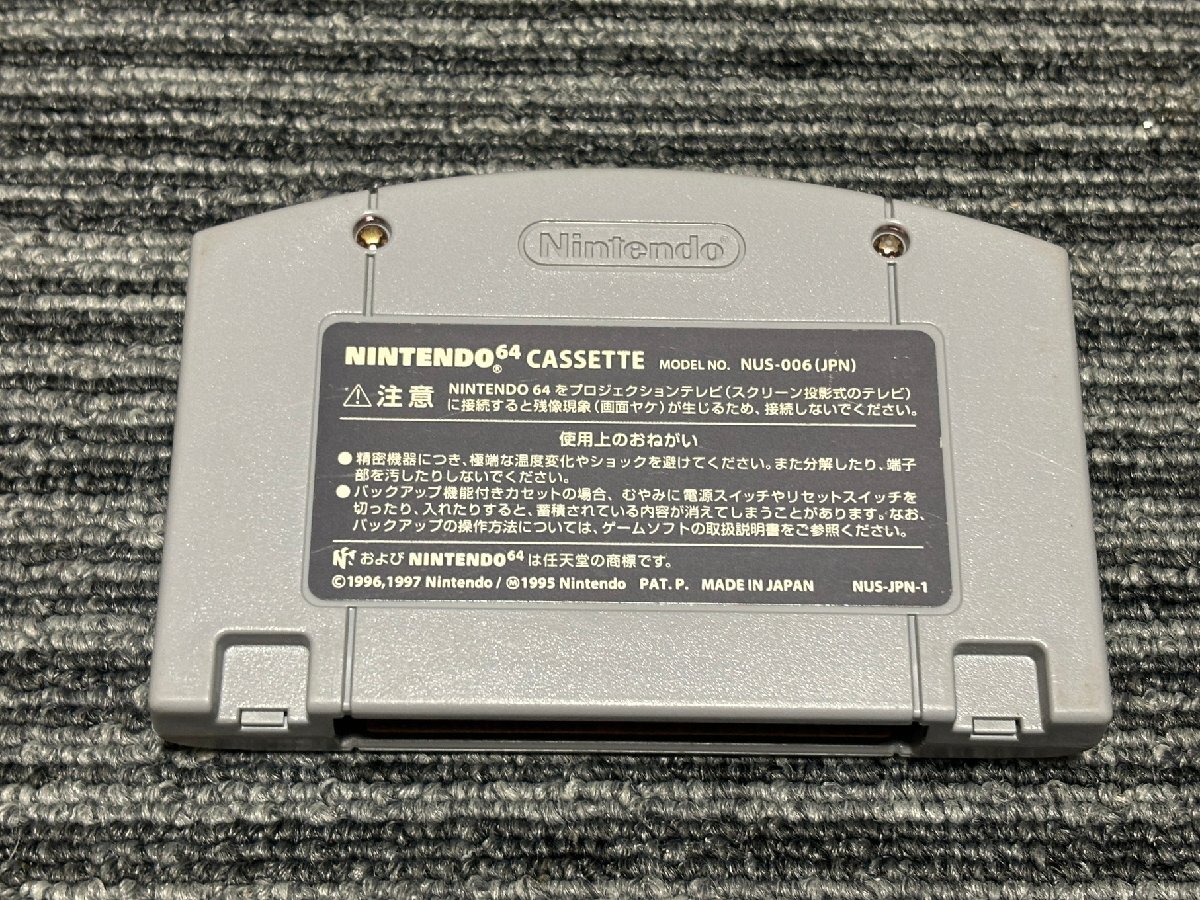 Nintendo
NINTENDO64® CASSETTE MODEL NO. NUS-006(JPN)
⚠注意 NINTENDO 64 をプロジェクションテレビ(スクリーン投影式のテレビ)
に接続すると残像現象(画面ヤケ)が生じるため、接続しないでください。
使用上のおねがい
●精密機器につき、極端な温度変化やショックを避けてください。また分解したり、端子
部を汚したりしないでください。
●バックアップ機能付きカセットの場合、むやみに電源スイッチやリセットスイッチを
切ったり、入れたりすると、蓄積されている内容が消えてしまうことがあります。なお、
バックアップの操作方法については、ゲームソフトの取扱説明書をご参照ください。
および NINTENDO64 は任天堂の商標です。
©1996,1997 Nintendo / Ⓜ1995 Nintendo PAT. P. MADE IN JAPAN NUS-JPN-1